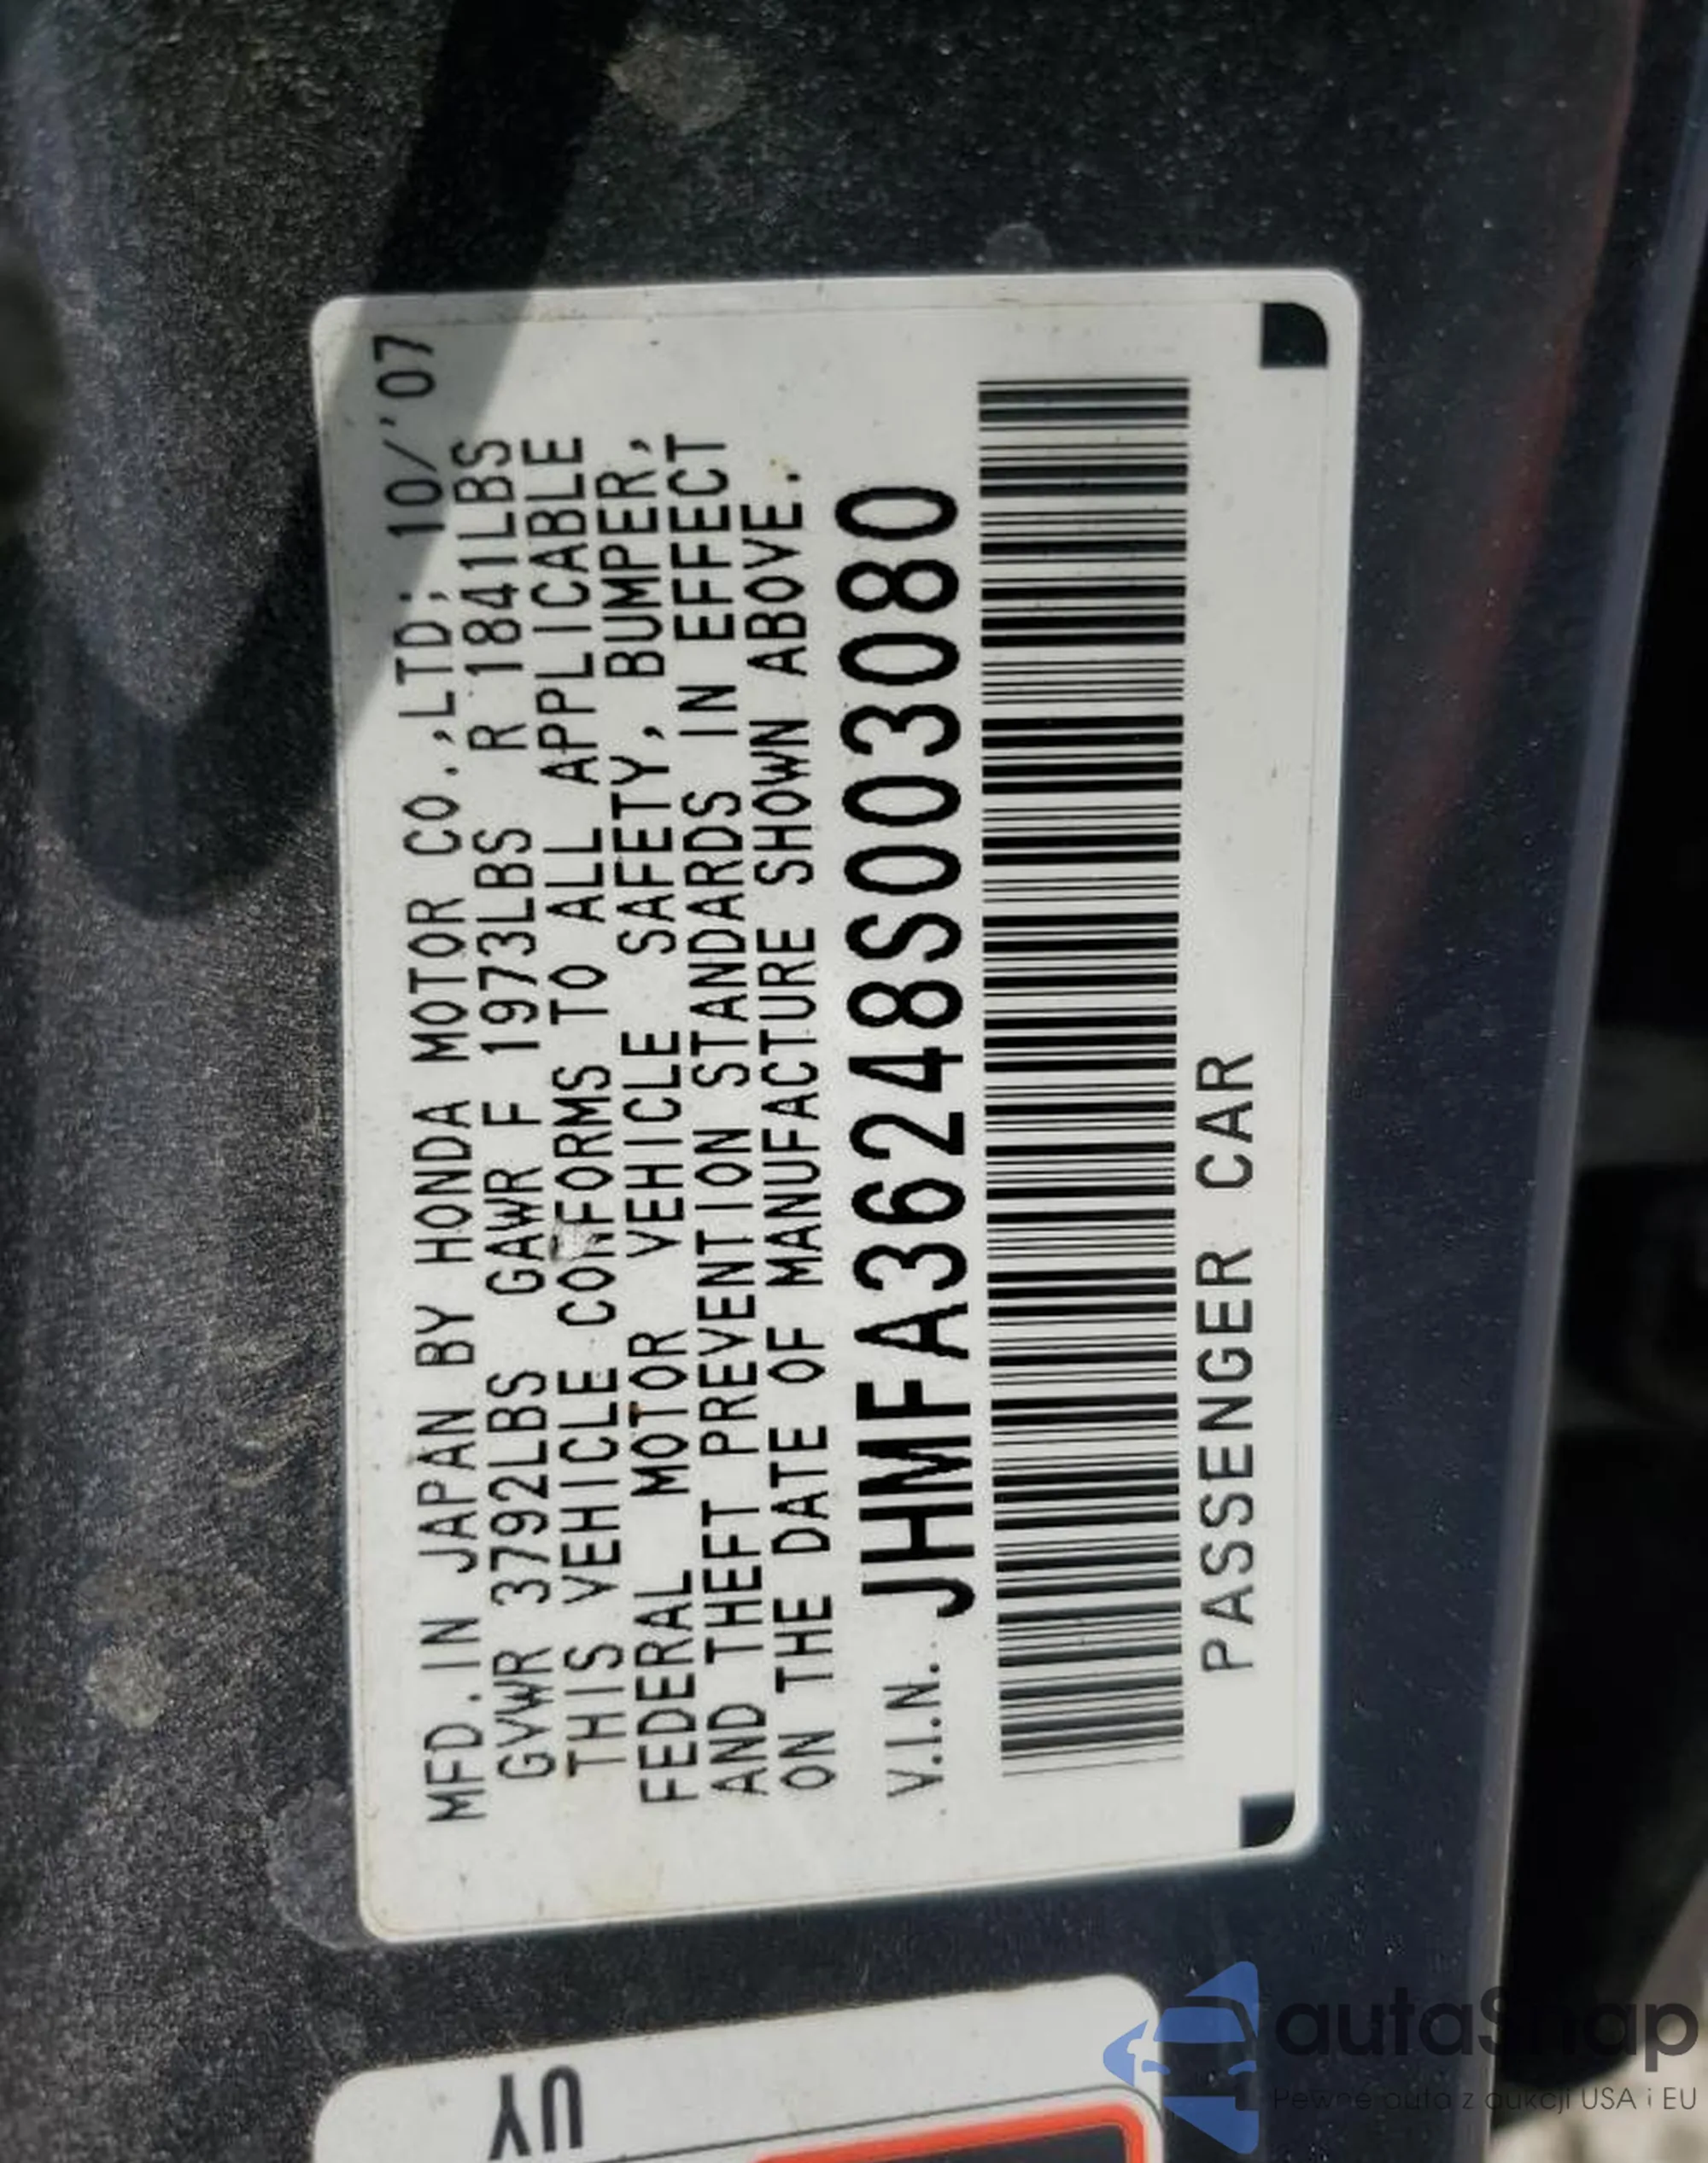 MFD. IN JAPAN BY HONDA MOTOR CO.,LTD; 10/'07
GVWR 3792LBS GAWR F 1973LBS R 1841LBS
THIS VEHICLE CONFORMS TO ALL APPLICABLE
FEDERAL MOTOR VEHICLE SAFETY, BUMPER,
AND THEFT PREVENTION STANDARDS IN EFFECT
ON THE DATE OF MANUFACTURE SHOWN ABOVE.
V.I.N. JHMFA36248S003080
PASSENGER CAR
UY
autaSnap
Pewne auta z aukcji USA i EU